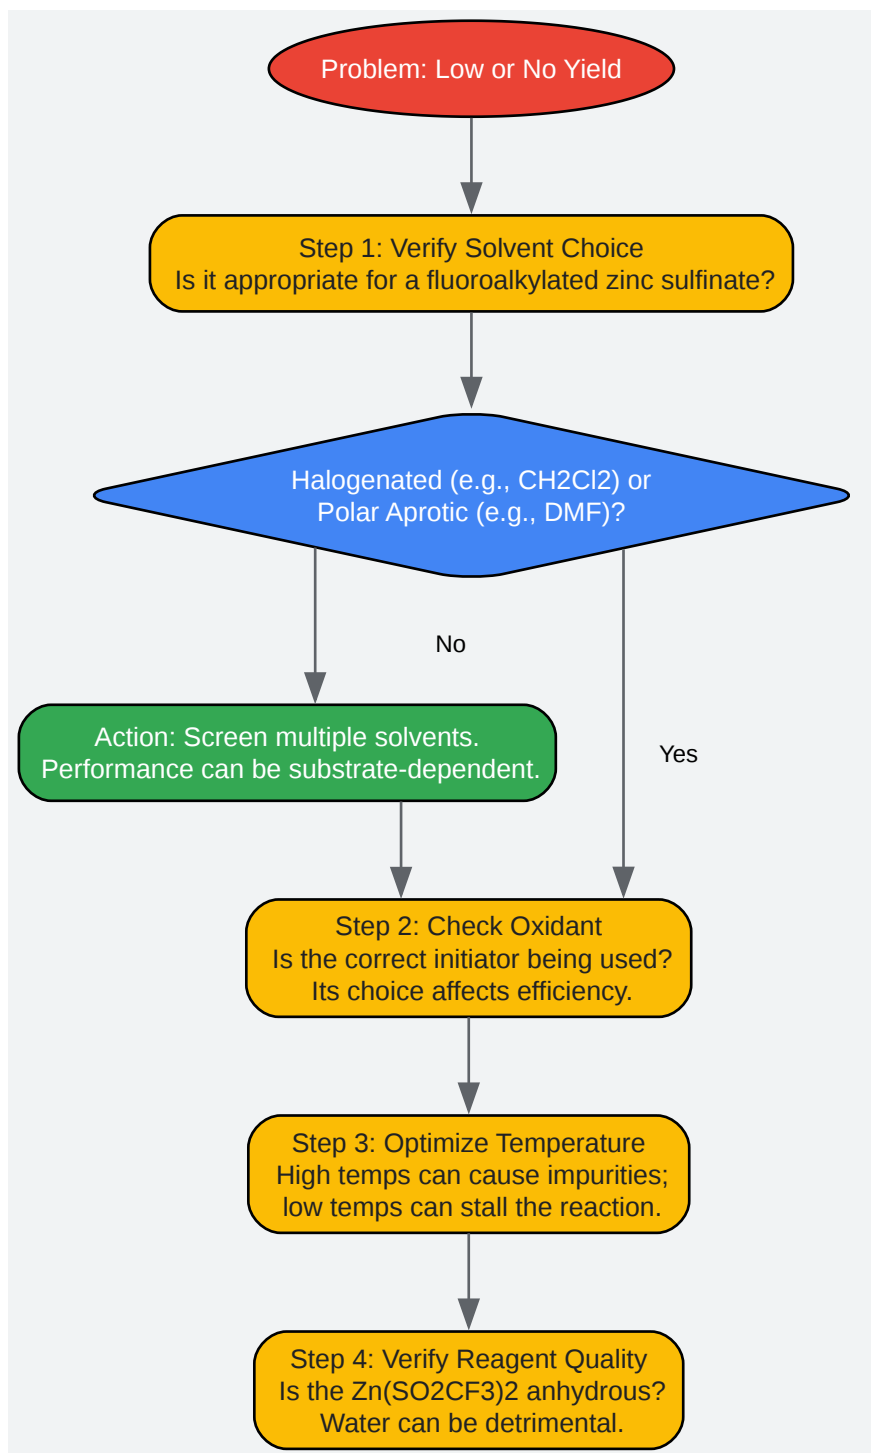 Problem: Low or No Yield
Step 1: Verify Solvent Choice
Is it appropriate for a fluoroalkylated zinc sulfinate?
Halogenated (e.g., CH2Cl2) or
Polar Aprotic (e.g., DMF)?
No
Action: Screen multiple solvents.
Performance can be substrate-dependent.
Yes
Step 2: Check Oxidant
Is the correct initiator being used?
Its choice affects efficiency.
Step 3: Optimize Temperature
High temps can cause impurities;
low temps can stall the reaction.
Step 4: Verify Reagent Quality
Is the Zn(SO2CF3)2 anhydrous?
Water can be detrimental.